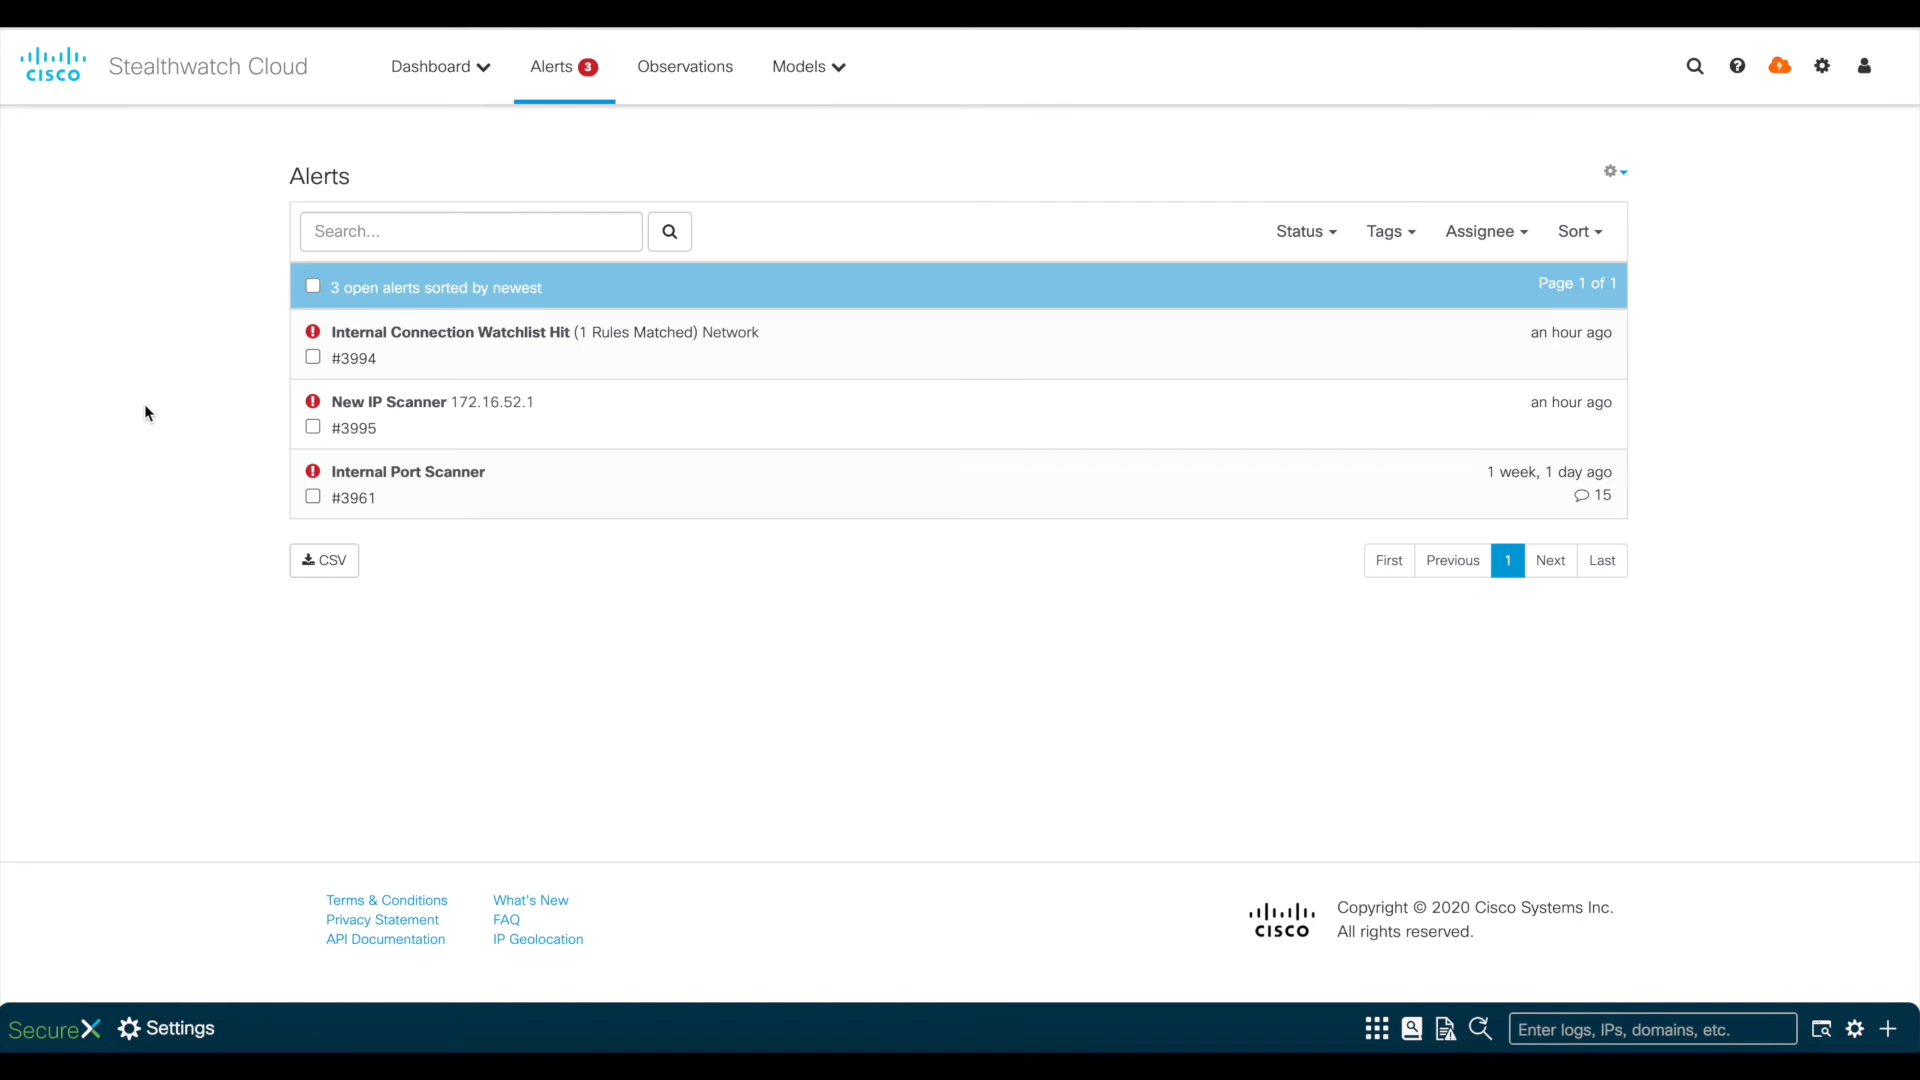 CISCO
Stealthwatch Cloud
Dashboard
Alerts 3
Observations
Models
Alerts
Search...
Status
Tags
Assignee
Sort
3 open alerts sorted by newest
Page 1 of 1
Internal Connection Watchlist Hit (1 Rules Matched) Network
an hour ago
#3994
New IP Scanner 172.16.52.1
an hour ago
#3995
Internal Port Scanner
1 week, 1 day ago
#3961
15
CSV
First
Previous
1
Next
Last
Terms & Conditions
Privacy Statement
API Documentation
What's New
FAQ
IP Geolocation
CISCO
Copyright © 2020 Cisco Systems Inc.
All rights reserved.
SecureX
Settings
Enter logs, IPs, domains, etc.